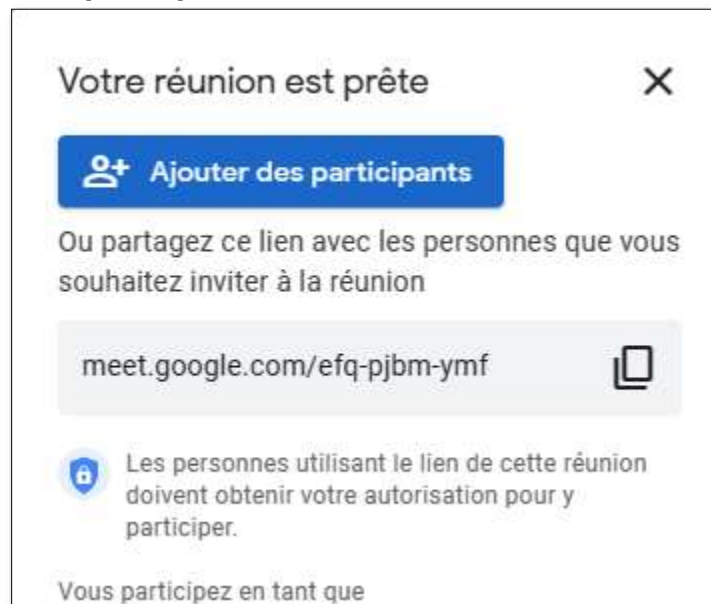 Votre réunion est prête
Ajouter des participants
Ou partagez ce lien avec les personnes que vous
souhaitez inviter à la réunion
meet.google.com/efq-pjbm-ymf
Les personnes utilisant le lien de cette réunion
doivent obtenir votre autorisation pour y
participer.
Vous participez en tant que